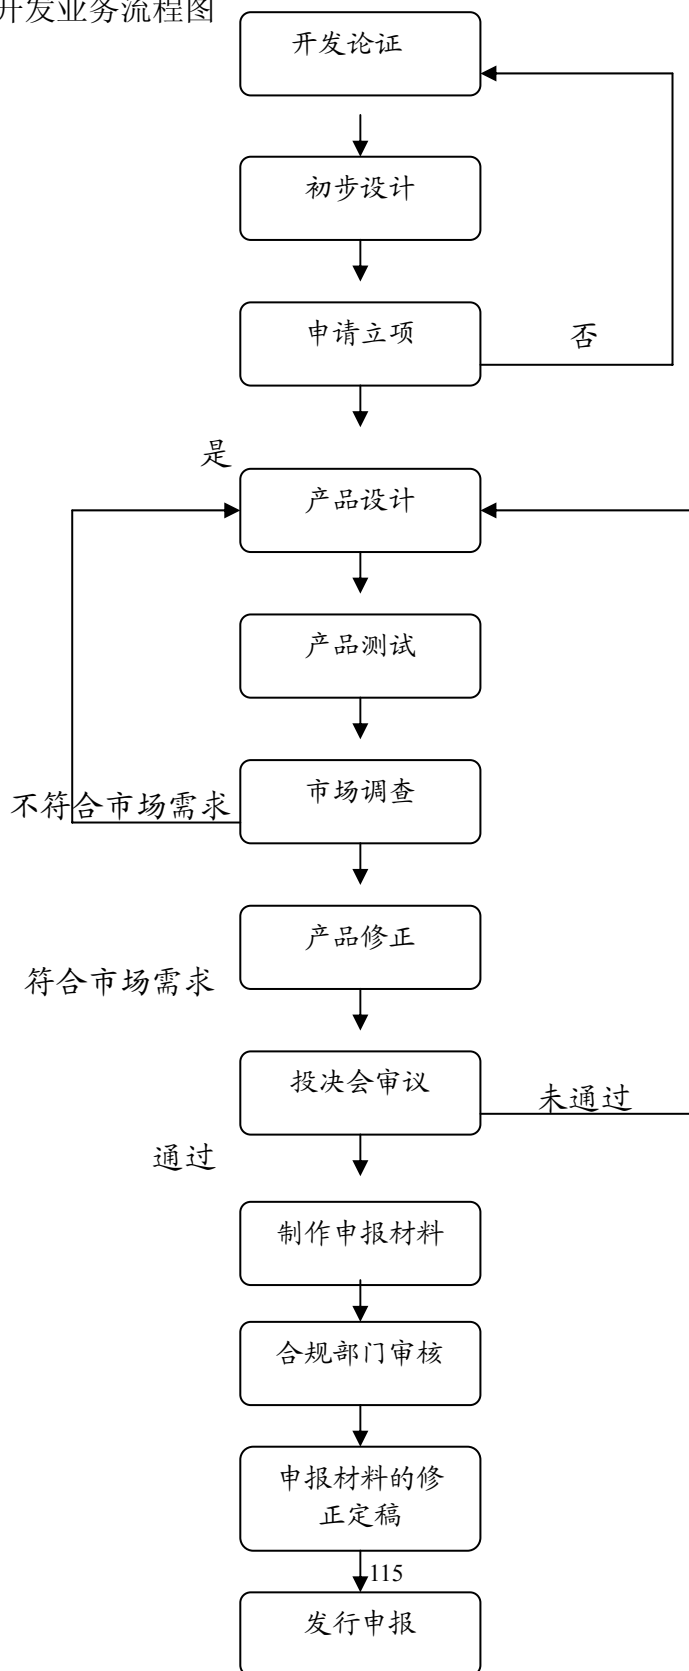 开发业务流程图
开发论证
初步设计
申请立项
否
是
产品设计
产品测试
市场调查
不符合市场需求
产品修正
符合市场需求
投决会审议
未通过
通过
制作申报材料
合规部门审核
申报材料的修
正定稿
115
发行申报